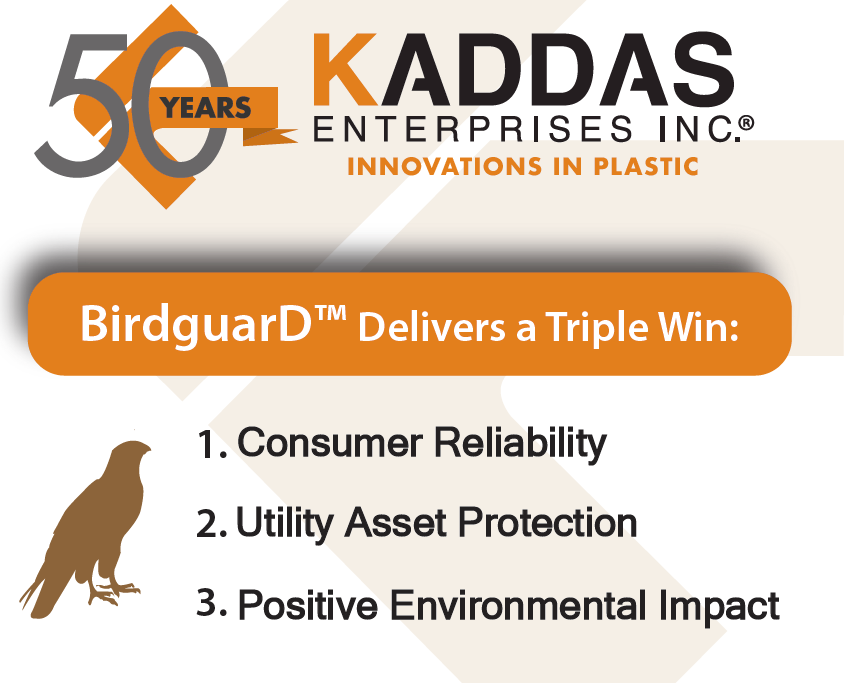 50 YEARS
KADDAS
ENTERPRISES INC.®
INNOVATIONS IN PLASTIC
BirdguarD™ Delivers a Triple Win:
1. Consumer Reliability
2. Utility Asset Protection
3. Positive Environmental Impact